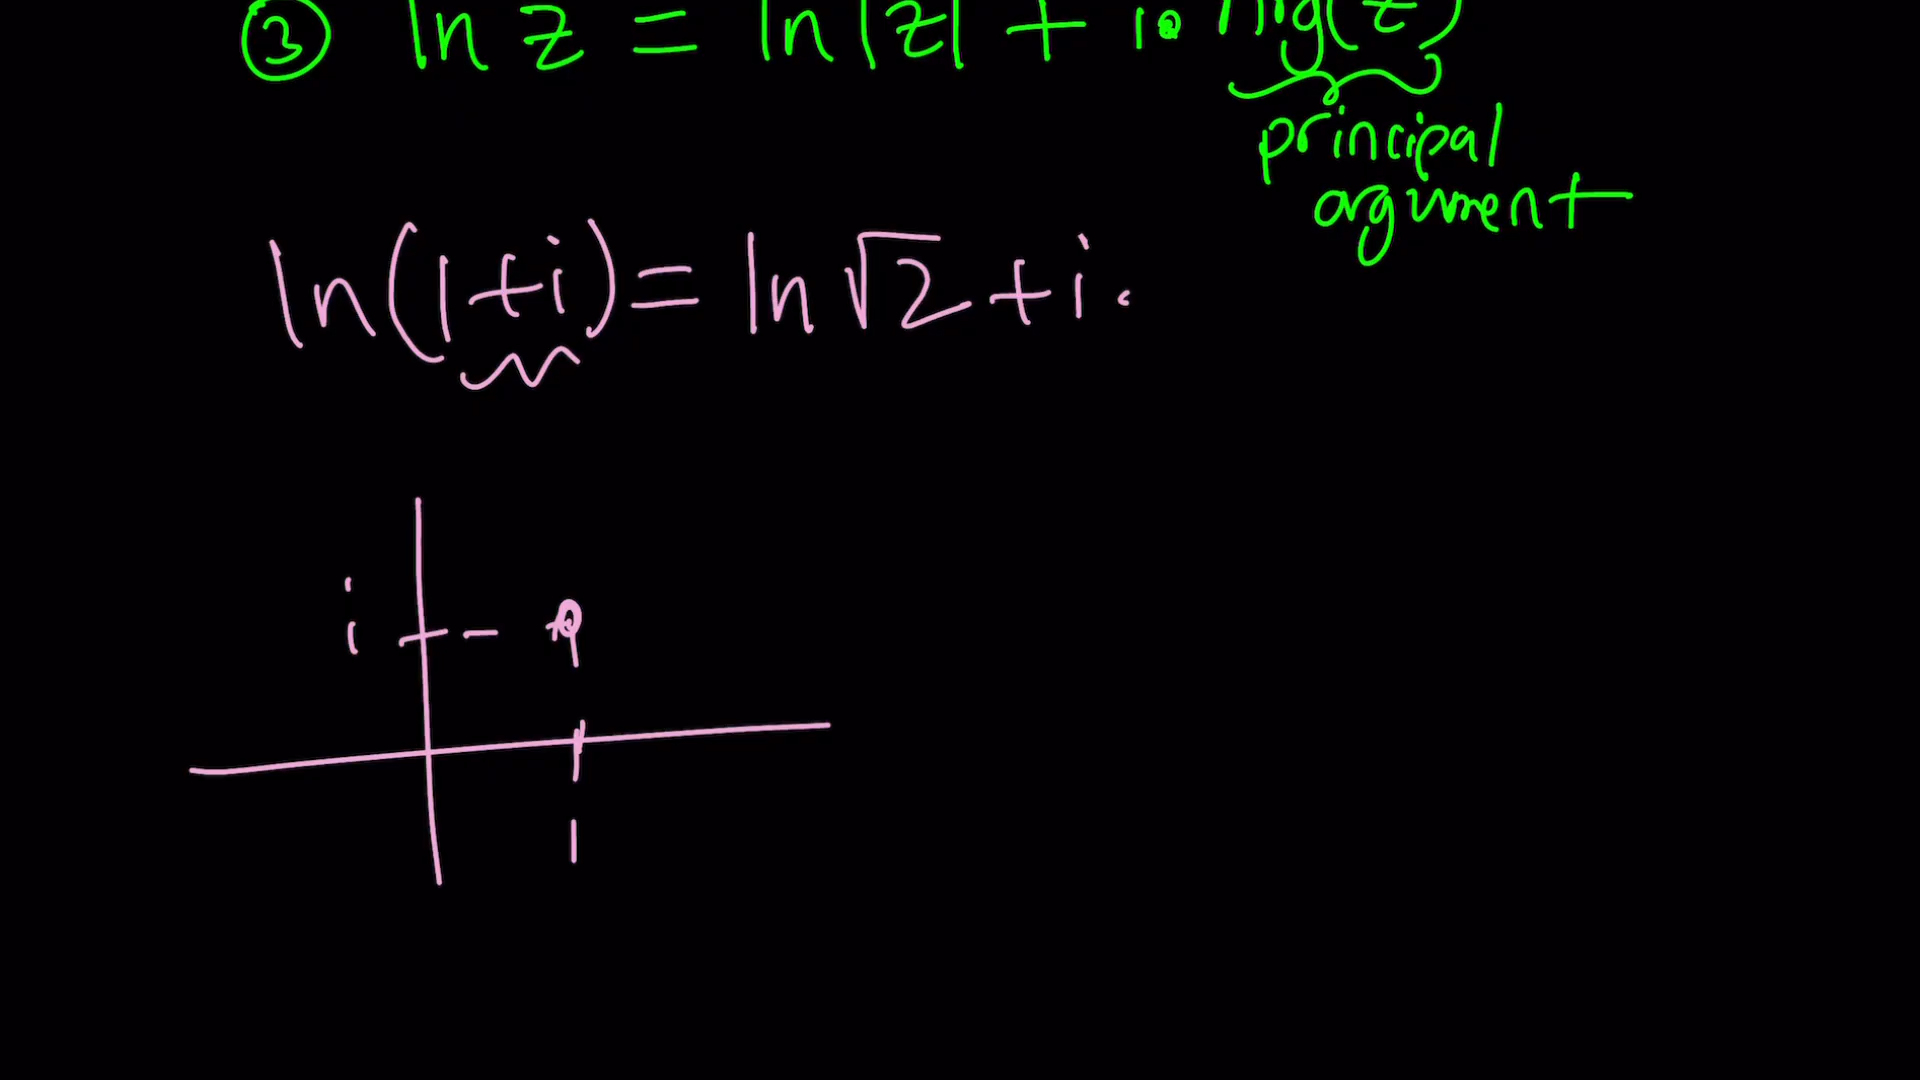 ③ ln z = ln|z| + i · Arg(z)
principal
argument
ln(1+i) = ln√2 + i ·
i
1